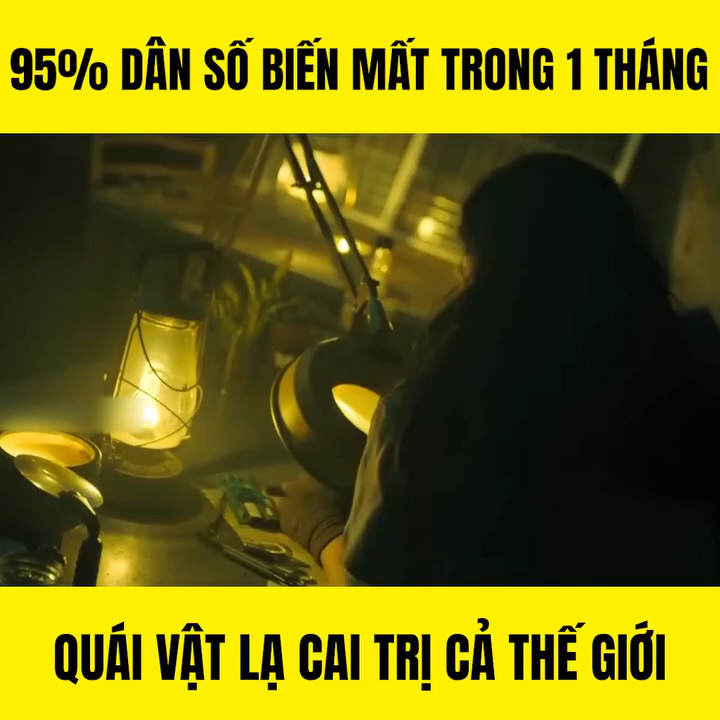 95% DÂN SỐ BIẾN MẤT TRONG 1 THÁNG
QUÁI VẬT LẠ CAI TRỊ CẢ THẾ GIỚI